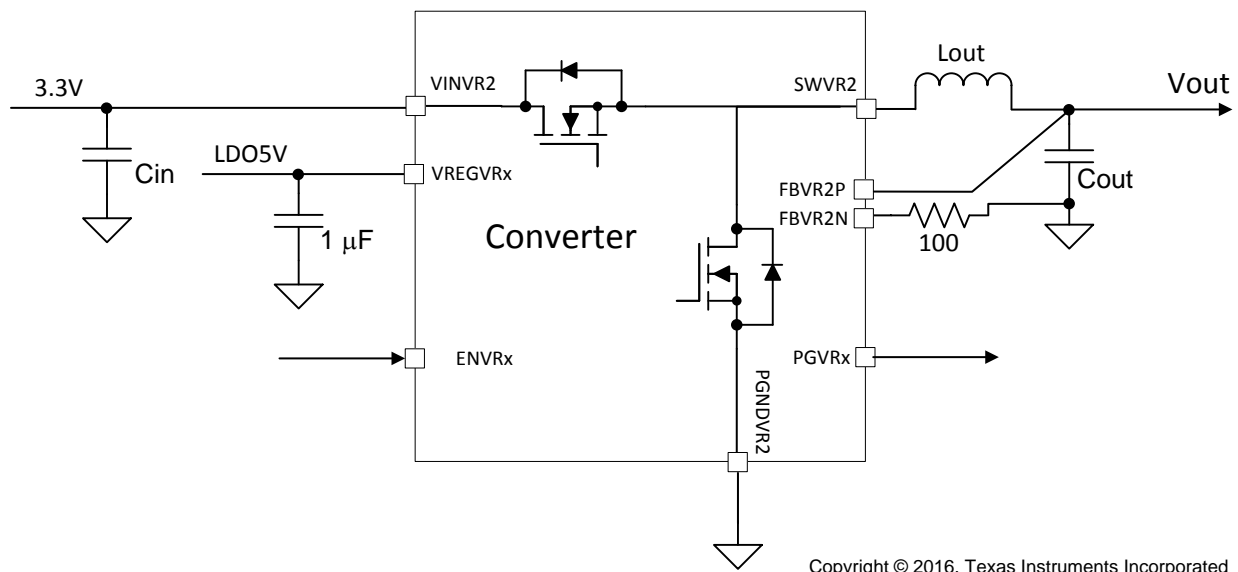 3.3V
VINVR2
SWVR2
Lout
Vout
Cin
LDO5V
VREGVRx
FBVR2P
Cout
FBVR2N
1 μF
Converter
100
ENVRx
PGVRx
PGNDVR2
Copyright © 2016, Texas Instruments Incorporated